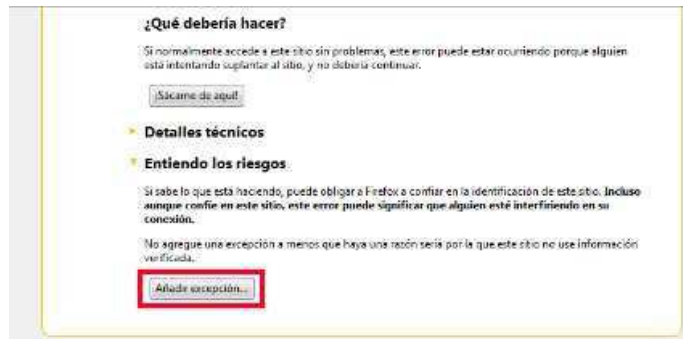 ¿Qué debería hacer?
Si normalmente accede a este sitio sin problemas, este error puede estar ocurriendo porque alguien
está intentando suplantar al sitio, y no debería continuar.
¡Sácame de aquí!
Detalles técnicos
Entiendo los riesgos
Si sabe lo que está haciendo, puede obligar a Firefox a confiar en la identificación de este sitio. Incluso
aunque confíe en este sitio, este error puede significar que alguien esté interfiriendo en su
conexión.
No agregue una excepción a menos que haya una razón seria por la que este sitio no use información
verificada.
Añadir excepción...